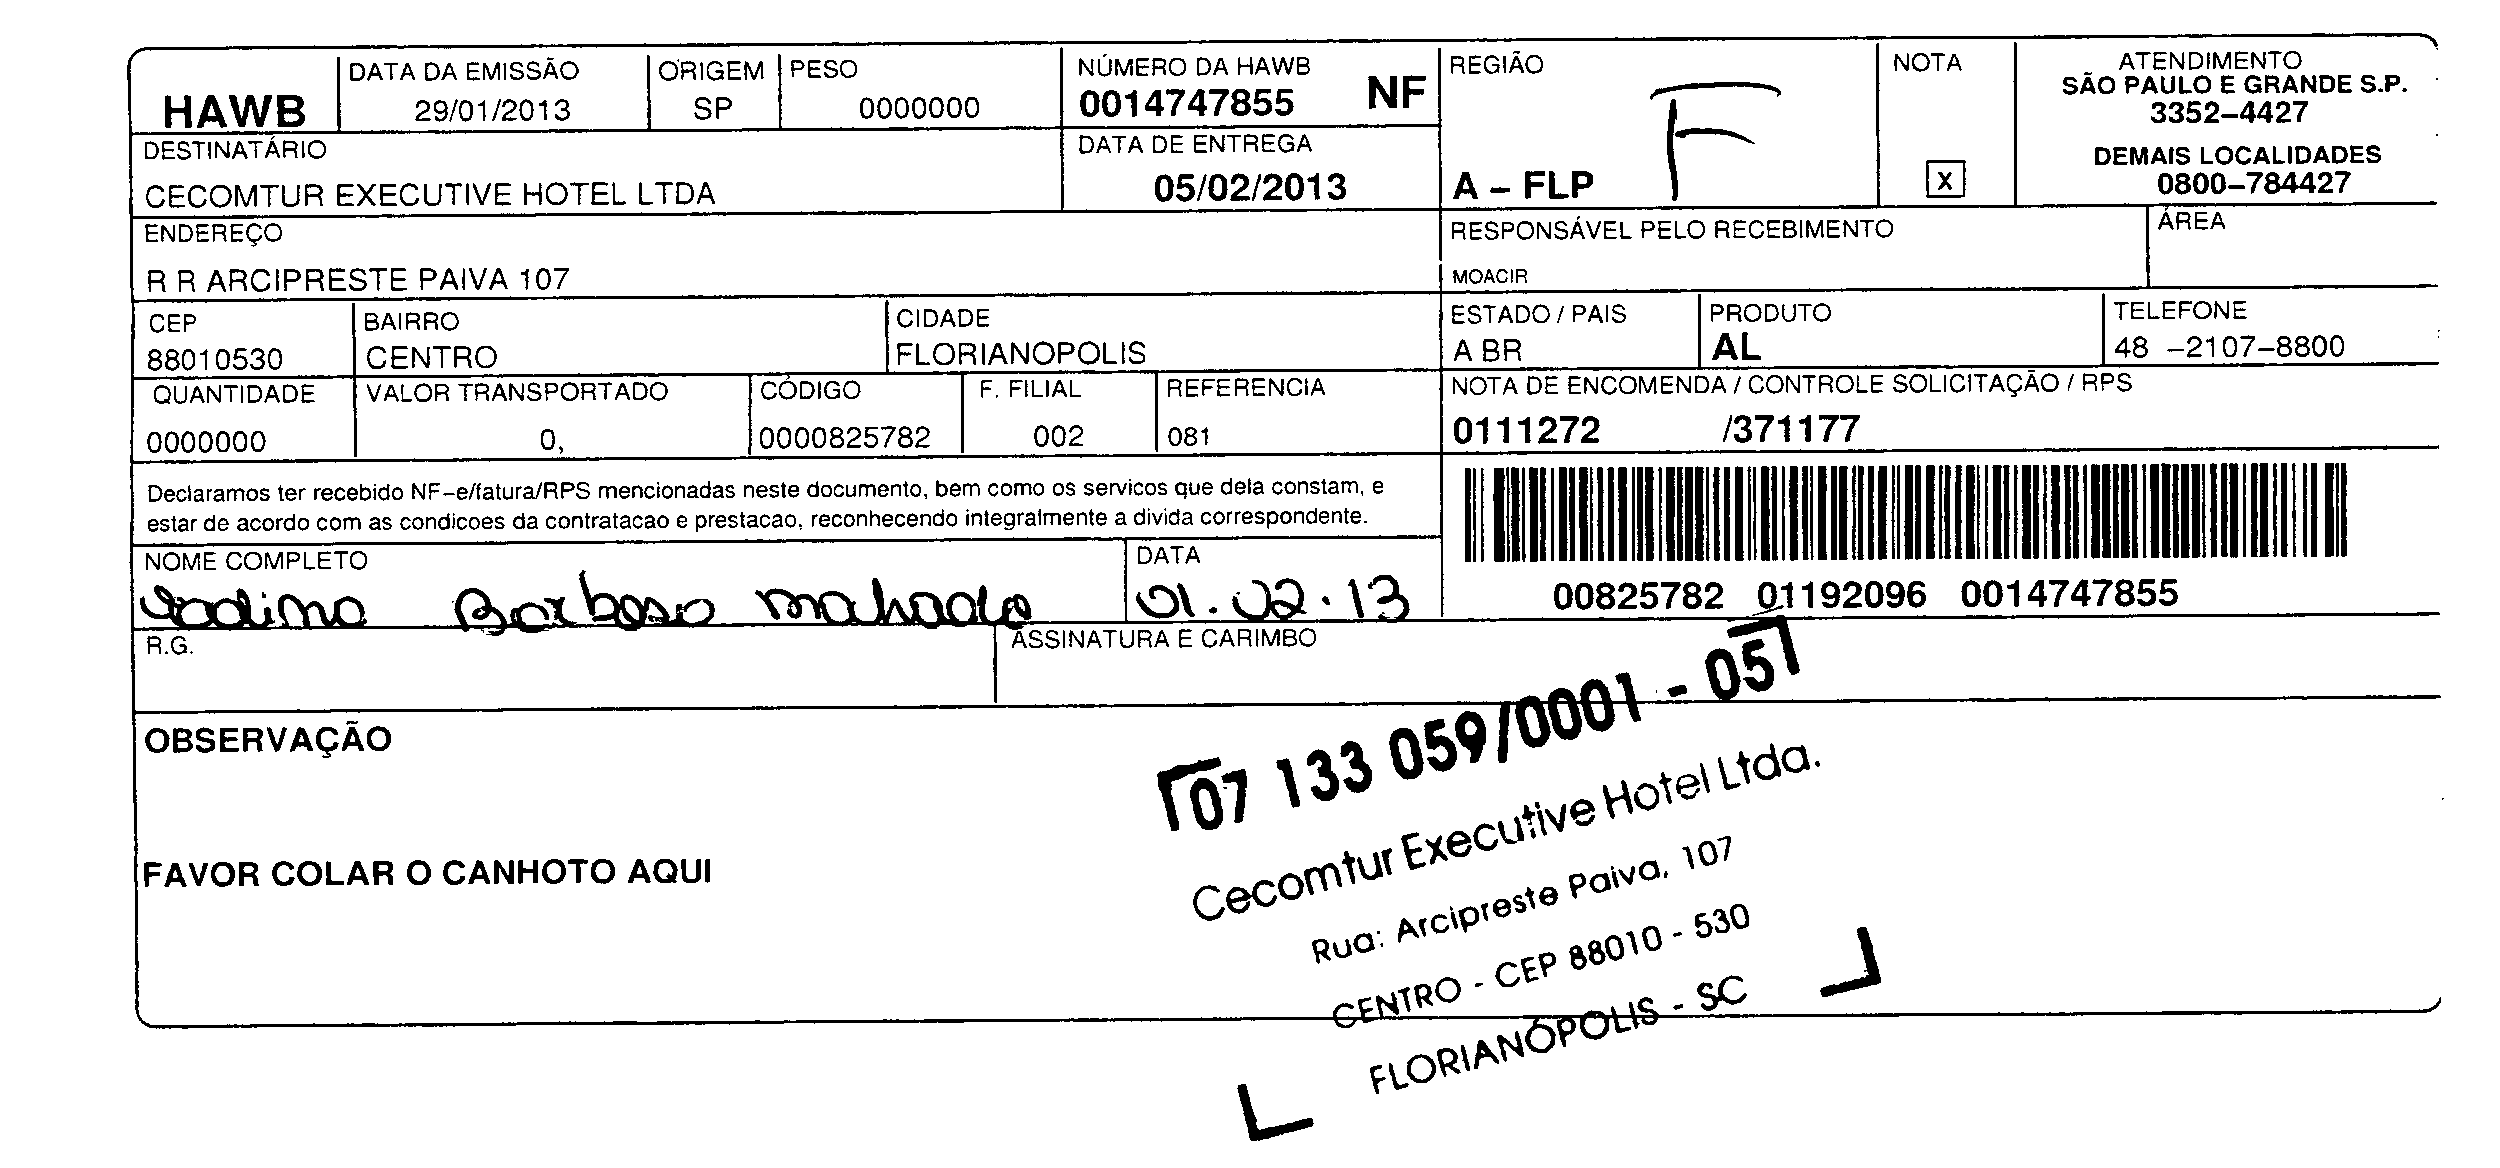 HAWB
DATA DA EMISSÃO
29/01/2013
ORIGEM
SP
PESO
0000000
NÚMERO DA HAWB
0014747855 NF
REGIÃO
A – FLP
F
NOTA
X
ATENDIMENTO
SÃO PAULO E GRANDE S.P.
3352–4427
DEMAIS LOCALIDADES
0800–784427
DESTINATÁRIO
CECOMTUR EXECUTIVE HOTEL LTDA
DATA DE ENTREGA
05/02/2013
ENDEREÇO
R R ARCIPRESTE PAIVA 107
RESPONSÁVEL PELO RECEBIMENTO
MOACIR
ÁREA
CEP
88010530
BAIRRO
CENTRO
CIDADE
FLORIANOPOLIS
ESTADO / PAIS
A BR
PRODUTO
AL
TELEFONE
48 –2107–8800
QUANTIDADE
0000000
VALOR TRANSPORTADO
0,
CÓDIGO
0000825782
F. FILIAL
002
REFERENCIA
081
NOTA DE ENCOMENDA / CONTROLE SOLICITAÇÃO / RPS
0111272 /371177
Declaramos ter recebido NF–e/fatura/RPS mencionadas neste documento, bem como os servicos que dela constam, e
estar de acordo com as condicoes da contratacao e prestacao, reconhecendo integralmente a divida correspondente.
00825782 01192096 0014747855
NOME COMPLETO
Barbosa Machado
DATA
01.02.13
R.G.
ASSINATURA E CARIMBO
07 133 059/0001 - 05
Cecomtur Executive Hotel Ltda.
Rua: Arcipreste Paiva, 107
CENTRO - CEP 88010 - 530
FLORIANÓPOLIS - SC
OBSERVAÇÃO
FAVOR COLAR O CANHOTO AQUI